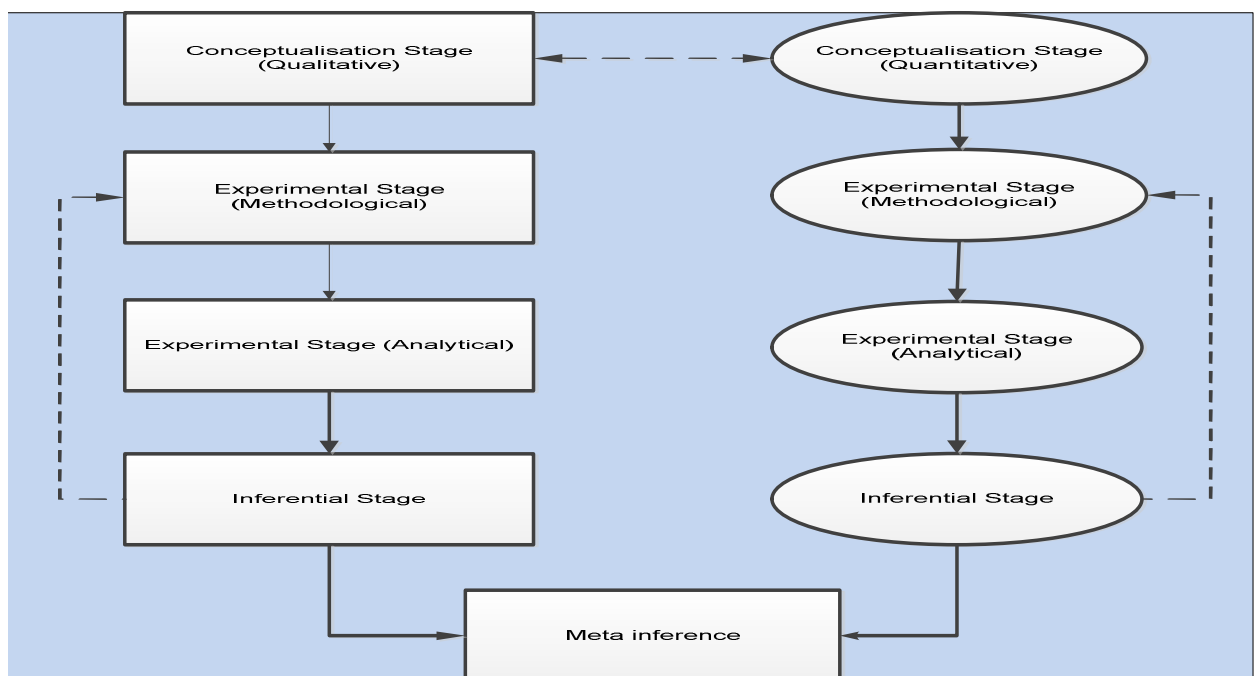 Conceptualisation Stage
(Qualitative)
Conceptualisation Stage
(Quantitative)
Experimental Stage
(Methodological)
Experimental Stage
(Methodological)
Experimental Stage (Analytical)
Experimental Stage
(Analytical)
Inferential Stage
Inferential Stage
Meta inference